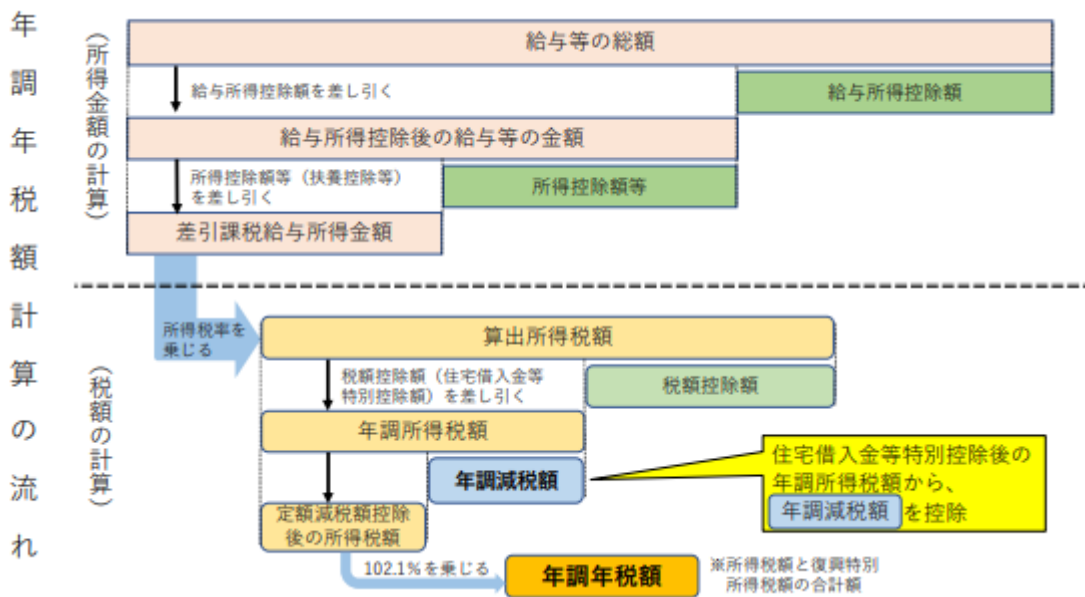 年調年税額計算の流れ
（所得金額の計算）
給与等の総額
給与所得控除額を差し引く
給与所得控除額
給与所得控除後の給与等の金額
所得控除額等（扶養控除等）
を差し引く
所得控除額等
差引課税給与所得金額
（税額の計算）
所得税率を
乗じる
算出所得税額
税額控除額（住宅借入金等
特別控除額）を差し引く
税額控除額
年調所得税額
年調減税額
住宅借入金等特別控除後の
年調所得税額から、
年調減税額 を控除
定額減税額控除
後の所得税額
102.1％を乗じる
年調年税額
※所得税額と復興特別
所得税額の合計額